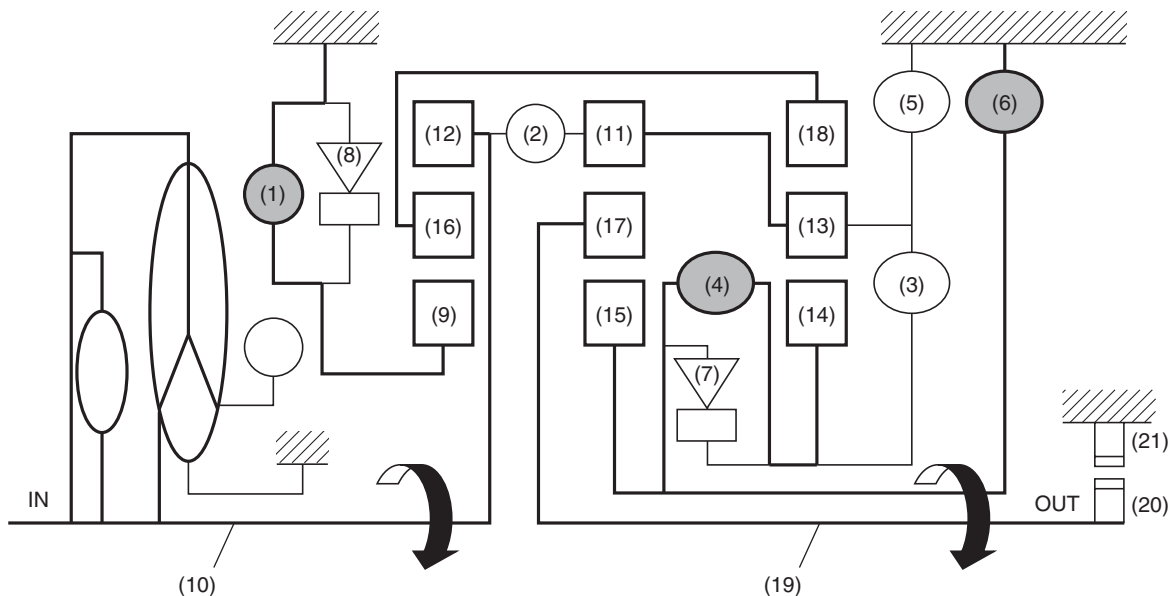 (5) (6)
(12) (2) (11) (18)
(8)
(1)
(16) (17) (13)
(4) (3)
(9) (15) (14)
(7)
(21)
IN OUT (20)
(10) (19)